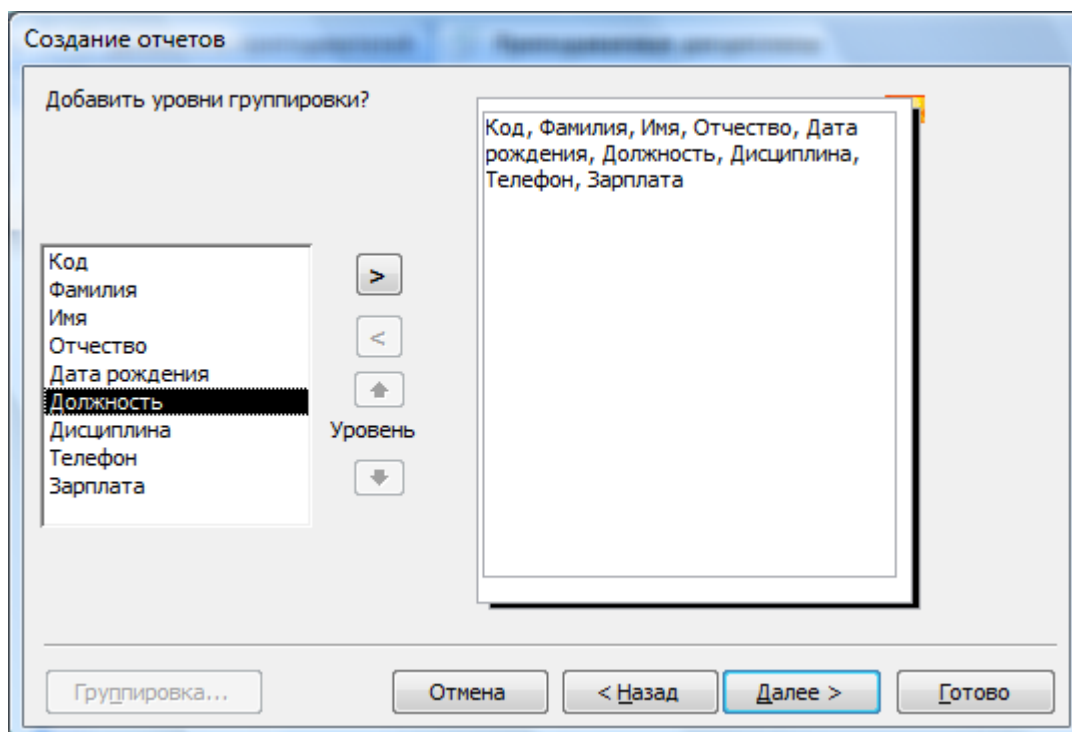 Создание отчетов
Добавить уровни группировки?
Код, Фамилия, Имя, Отчество, Дата
рождения, Должность, Дисциплина,
Телефон, Зарплата
Код
Фамилия
Имя
Отчество
Дата рождения
Должность
Дисциплина
Телефон
Зарплата
>
<
Уровень
Группировка...
Отмена
< Назад
Далее >
Готово